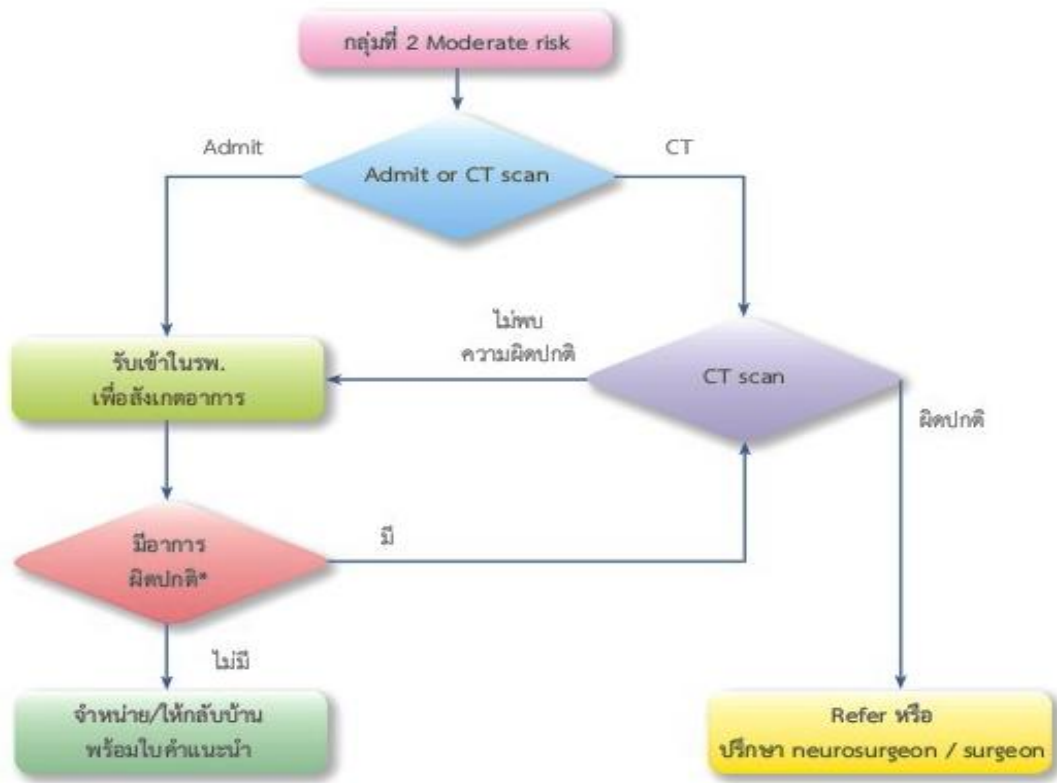 กลุ่มที่ 2 Moderate risk
Admit
CT
Admit or CT scan
ไม่พบ
ความผิดปกติ
รับเข้าในรพ.
เพื่อสังเกตอาการ
CT scan
ผิดปกติ
มีอาการ
ผิดปกติ*
มี
ไม่มี
จำหน่าย/ให้กลับบ้าน
พร้อมใบคำแนะนำ
Refer หรือ
ปรึกษา neurosurgeon / surgeon